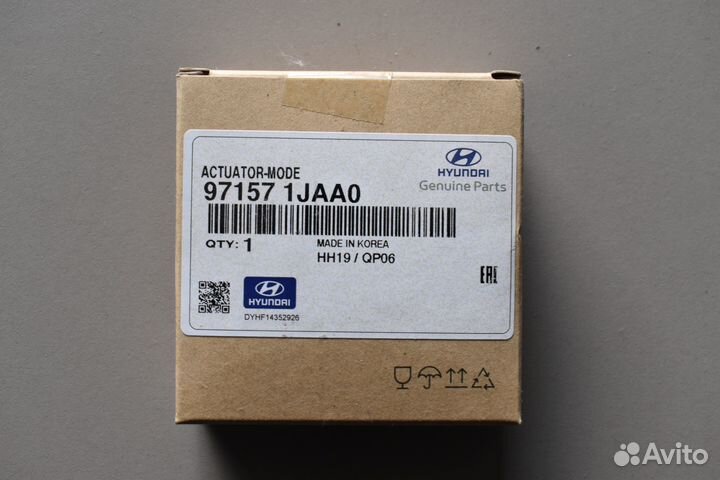 ACTUATOR-MODE
97157 1JAA0
HYUNDAI
Genuine Parts
QTY: 1
MADE IN KOREA
HH19 / QP06
EAC
HYUNDAI
DYHF14352926
Avito